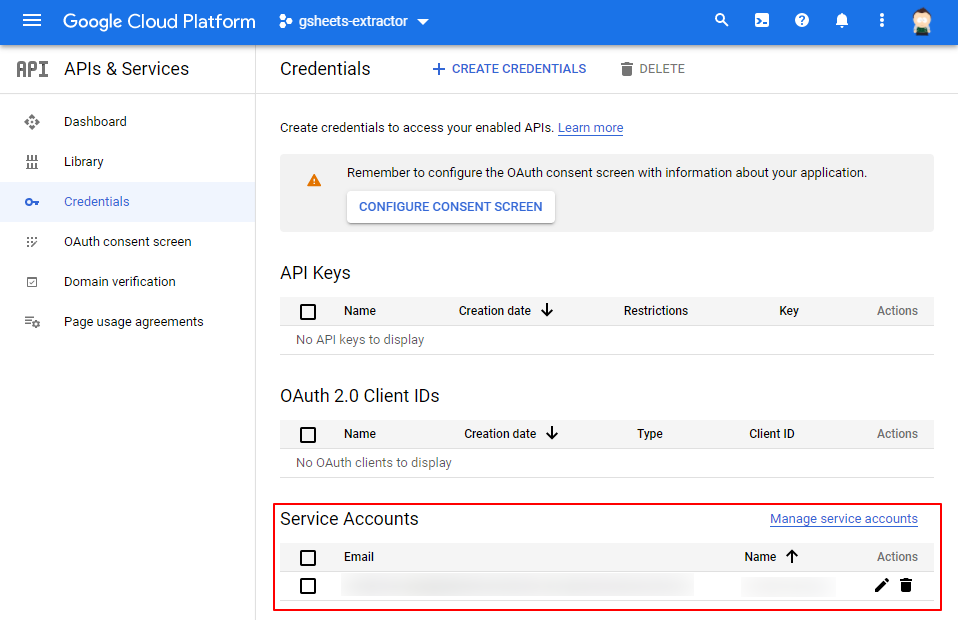 Google Cloud Platform gsheets-extractor
API APIs & Services
Credentials + CREATE CREDENTIALS DELETE
Dashboard
Library
Credentials
OAuth consent screen
Domain verification
Page usage agreements
Create credentials to access your enabled APIs. Learn more
Remember to configure the OAuth consent screen with information about your application.
CONFIGURE CONSENT SCREEN
API Keys
Name Creation date Restrictions Key Actions
No API keys to display
OAuth 2.0 Client IDs
Name Creation date Type Client ID Actions
No OAuth clients to display
Service Accounts Manage service accounts
Email Name Actions